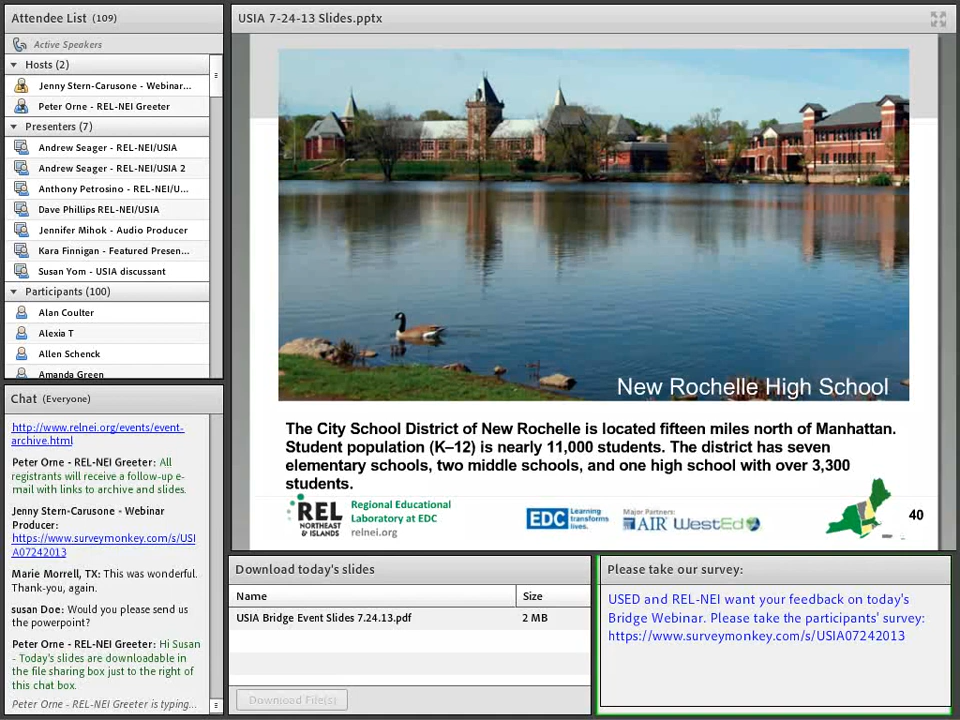 Attendee List (109)
Active Speakers
Hosts (2)
Jenny Stern-Carusone - Webinar...
Peter Orne - REL-NEI Greeter
Presenters (7)
Andrew Seager - REL-NEI/USIA
Andrew Seager - REL-NEI/USIA 2
Anthony Petrosino - REL-NEI/U...
Dave Phillips REL-NEI/USIA
Jennifer Mihok - Audio Producer
Kara Finnigan - Featured Presen...
Susan Yom - USIA discussant
Participants (100)
Alan Coulter
Alexia T
Allen Schenck
Amanda Green
Chat (Everyone)
http://www.relnei.org/events/event-
archive.html
Peter Orne - REL-NEI Greeter: All
registrants will receive a follow-up e-
mail with links to archive and slides.
Jenny Stern-Carusone - Webinar
Producer:
https://www.surveymonkey.com/s/USI
A07242013
Marie Morrell, TX: This was wonderful.
Thank-you, again.
susan Doe: Would you please send us
the powerpoint?
Peter Orne - REL-NEI Greeter: Hi Susan
- Today's slides are downloadable in
the file sharing box just to the right of
this chat box.
Peter Orne - REL-NEI Greeter is typing...
USIA 7-24-13 Slides.pptx
New Rochelle High School
The City School District of New Rochelle is located fifteen miles north of Manhattan.
Student population (K–12) is nearly 11,000 students. The district has seven
elementary schools, two middle schools, and one high school with over 3,300
students.
REL
NORTHEAST
& ISLANDS
Regional Educational
Laboratory at EDC
relnei.org
EDC Learning
transforms
lives.
Major Partners:
AIR WestEd
40
Download today's slides
Name Size
USIA Bridge Event Slides 7.24.13.pdf 2 MB
Download File(s)
Please take our survey:
USED and REL-NEI want your feedback on today's
Bridge Webinar. Please take the participants' survey:
https://www.surveymonkey.com/s/USIA07242013